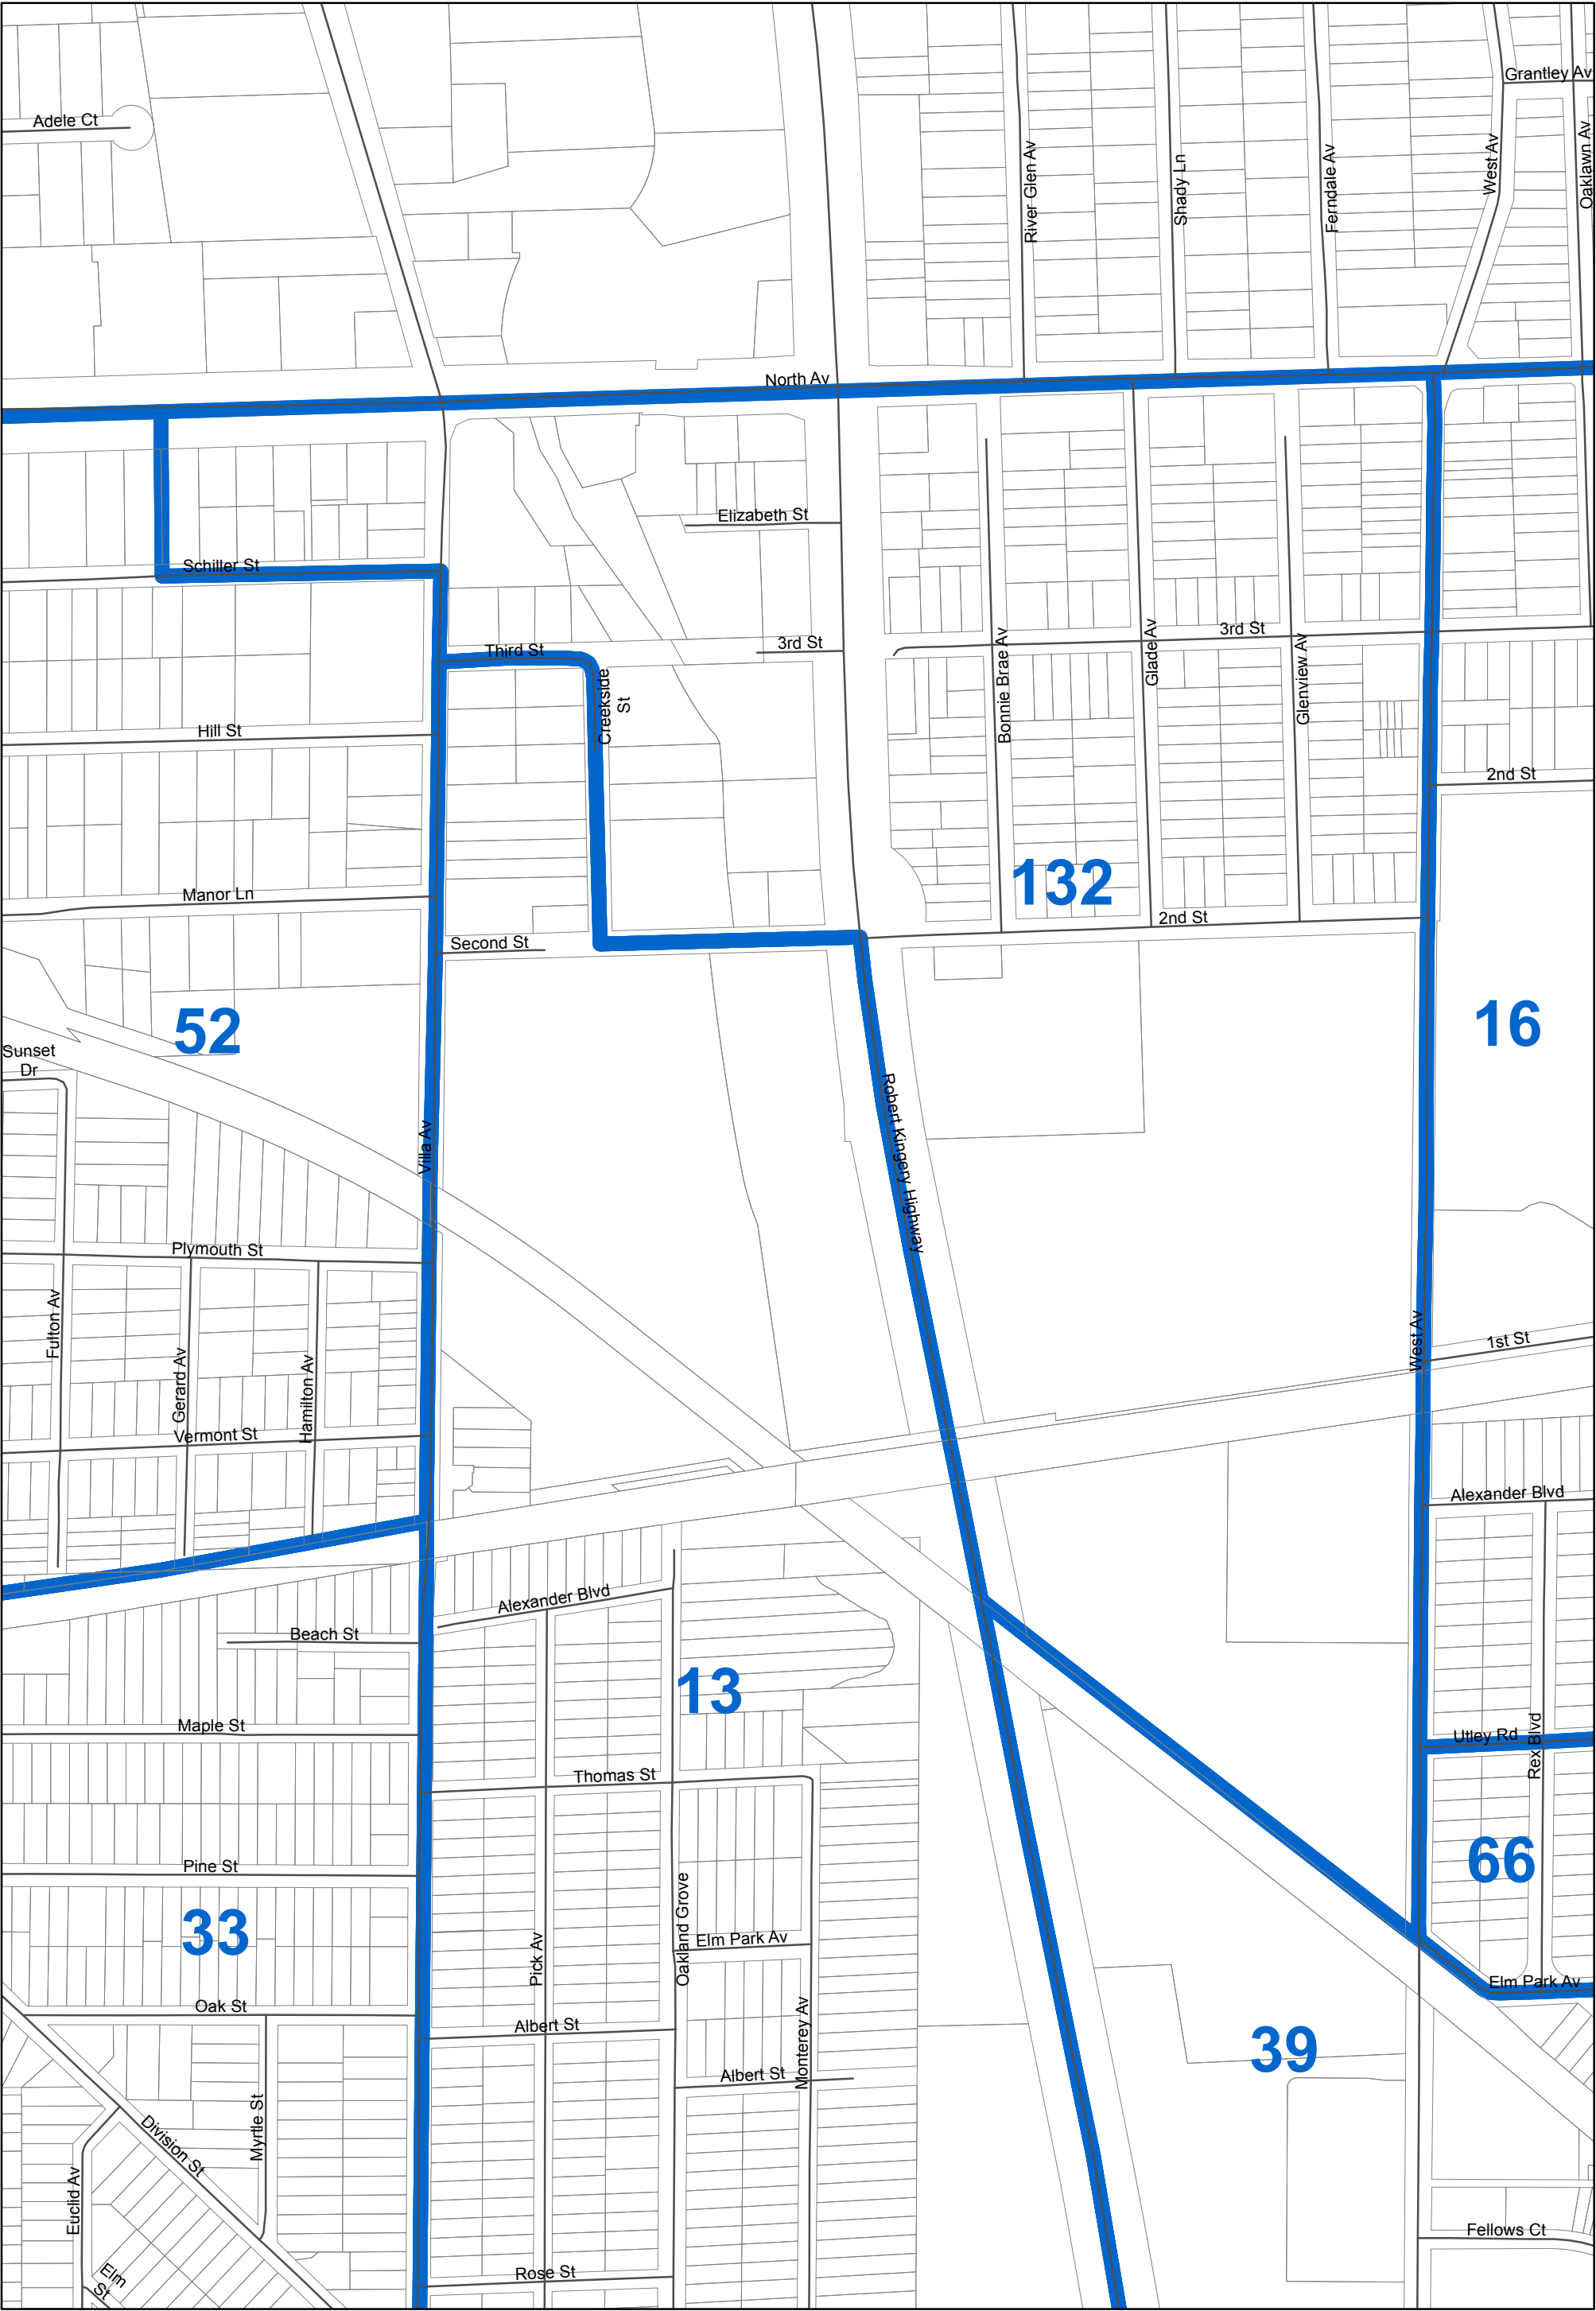 Grantley Av
Adele Ct
River Glen Av
Shady Ln
Ferndale Av
West Av
Oaklawn Av
North Av
Elizabeth St
Schiller St
Third St
3rd St
3rd St
Creekside
St
Bonnie Brae Av
Glade Av
Glenview Av
Hill St
2nd St
132
Manor Ln
Second St
2nd St
52
16
Sunset
Dr
Villa Av
Robert Kingery Highway
Plymouth St
Fulton Av
Gerard Av
Hamilton Av
West Av
1st St
Vermont St
Alexander Blvd
Alexander Blvd
Beach St
13
Maple St
Utley Rd
Rex Blvd
Thomas St
Pine St
66
33
Pick Av
Oakland Grove
Elm Park Av
Elm Park Av
Oak St
Albert St
39
Monterey Av
Albert St
Division St
Myrtle St
Euclid Av
Fellows Ct
Elm
St
Rose St